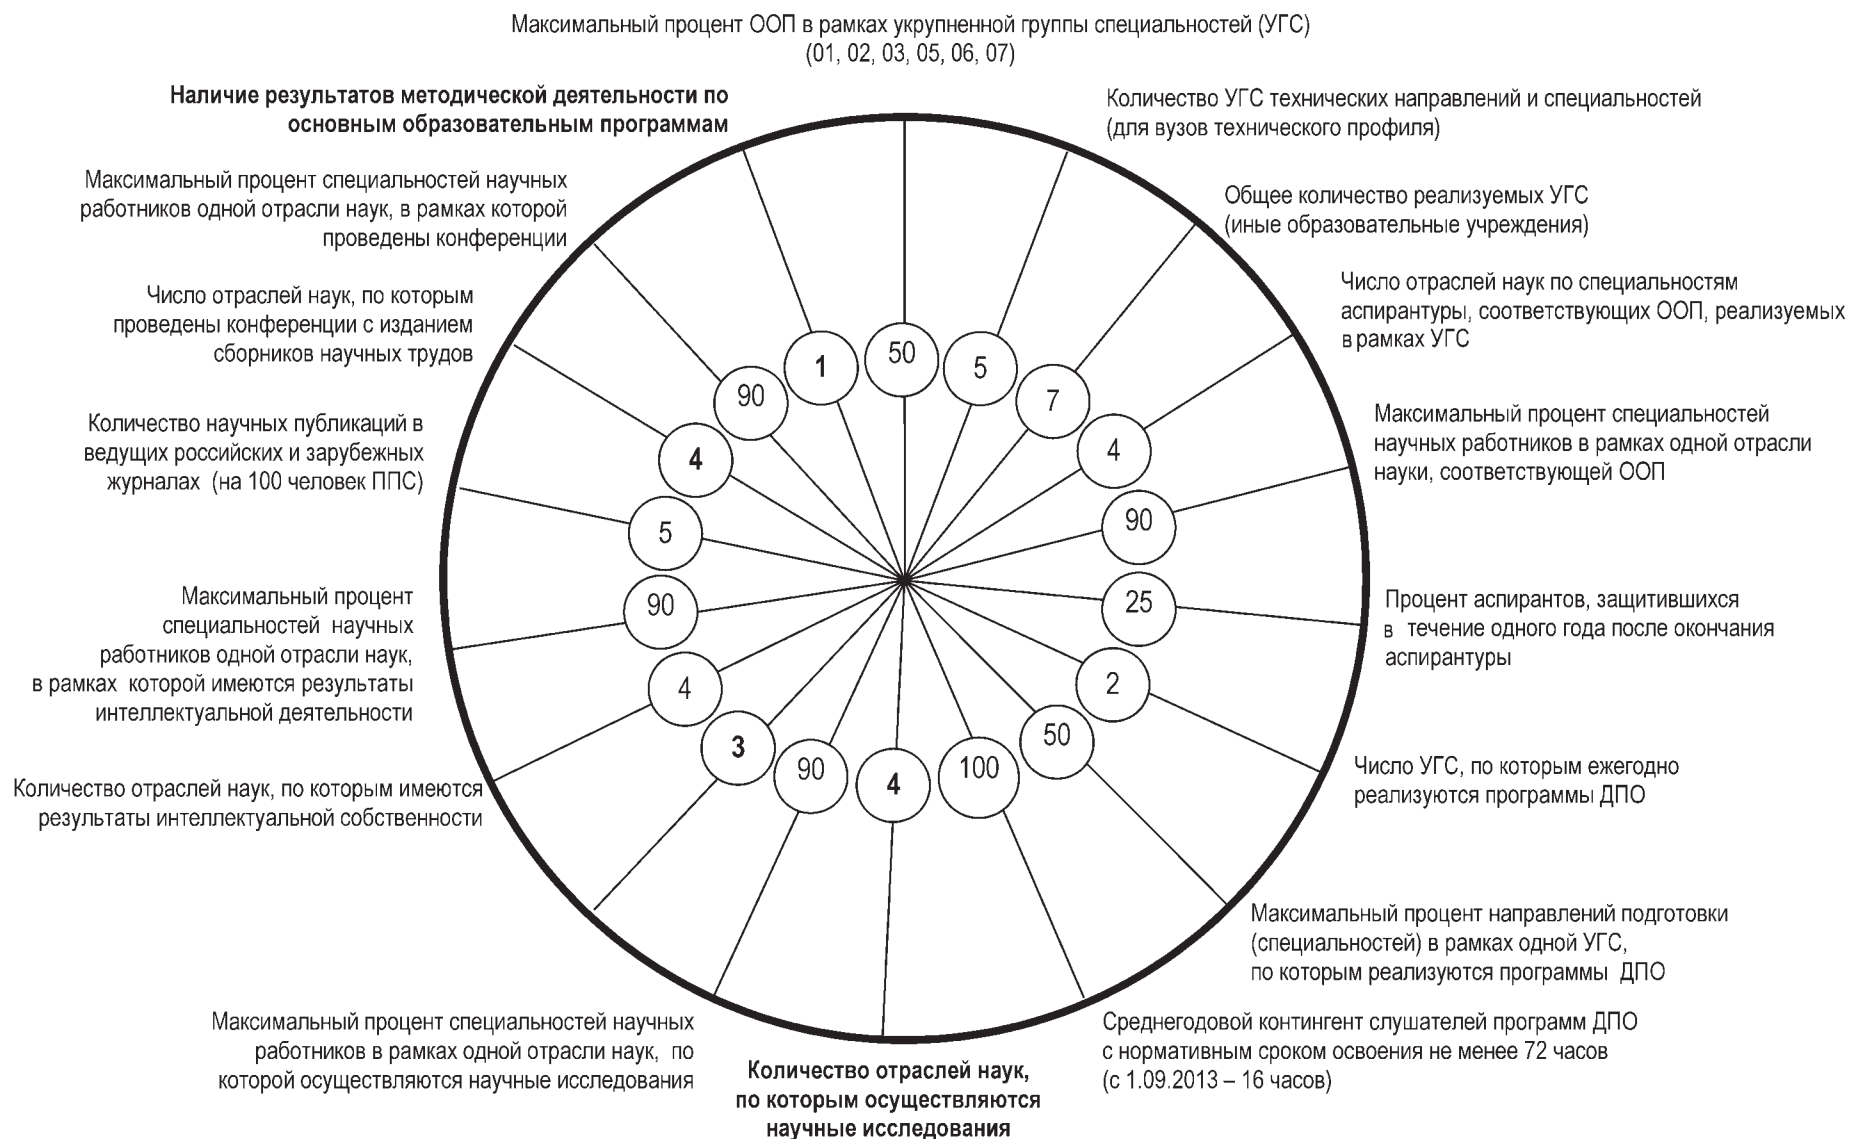 Максимальный процент ООП в рамках укрупненной группы специальностей (УГС)
(01, 02, 03, 05, 06, 07)
Количество УГС технических направлений и специальностей
(для вузов технического профиля)
Общее количество реализуемых УГС
(иные образовательные учреждения)
Число отраслей наук по специальностям
аспирантуры, соответствующих ООП, реализуемых
в рамках УГС
Максимальный процент специальностей
научных работников в рамках одной отрасли
науки, соответствующей ООП
Процент аспирантов, защитившихся
в течение одного года после окончания
аспирантуры
Число УГС, по которым ежегодно
реализуются программы ДПО
Максимальный процент направлений подготовки
(специальностей) в рамках одной УГС,
по которым реализуются программы ДПО
Среднегодовой контингент слушателей программ ДПО
с нормативным сроком освоения не менее 72 часов
(с 1.09.2013 – 16 часов)
Количество отраслей наук,
по которым осуществляются
научные исследования
Максимальный процент специальностей научных
работников в рамках одной отрасли наук, по
которой осуществляются научные исследования
Количество отраслей наук, по которым имеются
результаты интеллектуальной собственности
Максимальный процент
специальностей научных
работников одной отрасли наук,
в рамках которой имеются результаты
интеллектуальной деятельности
Количество научных публикаций в
ведущих российских и зарубежных
журналах (на 100 человек ППС)
Число отраслей наук, по которым
проведены конференции с изданием
сборников научных трудов
Максимальный процент специальностей научных
работников одной отрасли наук, в рамках которой
проведены конференции
Наличие результатов методической деятельности по
основным образовательным программам
50
5
7
4
90
25
2
50
100
4
90
3
4
90
5
4
90
1